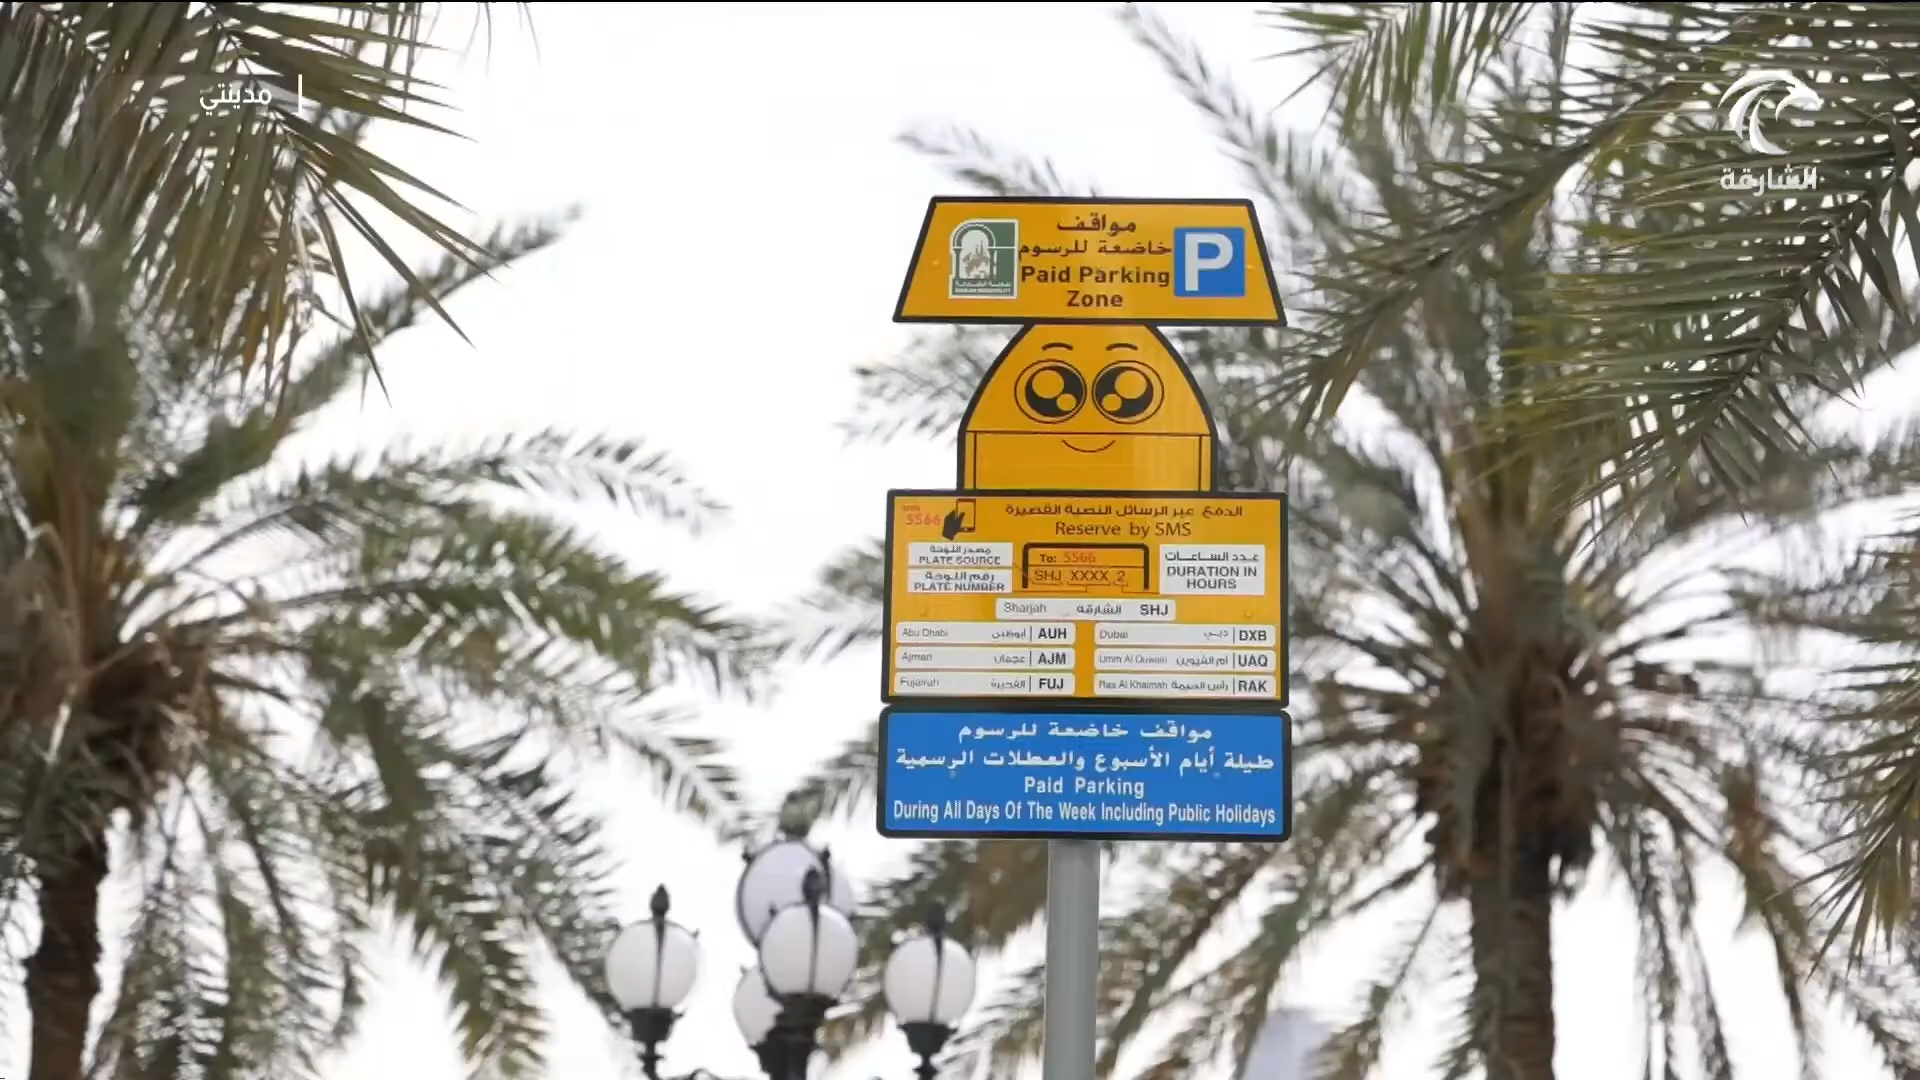 مدينتي
الشارقة
مواقف
خاضعة للرسوم
Paid Parking
Zone
P
الدفع عبر الرسائل النصية القصيرة
Reserve by SMS
5566
مصدر اللوحة
PLATE SOURCE
رقم اللوحة
PLATE NUMBER
To: 5566
SHJ XXXX 2
عدد الساعات
DURATION IN
HOURS
Sharjah الشارقة SHJ
Abu Dhabi أبوظبي AUH
Dubai دبي DXB
Ajman عجمان AJM
Umm Al Quwain أم القيوين UAQ
Fujairah الفجيرة FUJ
Ras Al Khaimah رأس الخيمة RAK
مواقف خاضعة للرسوم
طيلة أيام الأسبوع والعطلات الرسمية
Paid Parking
During All Days Of The Week Including Public Holidays